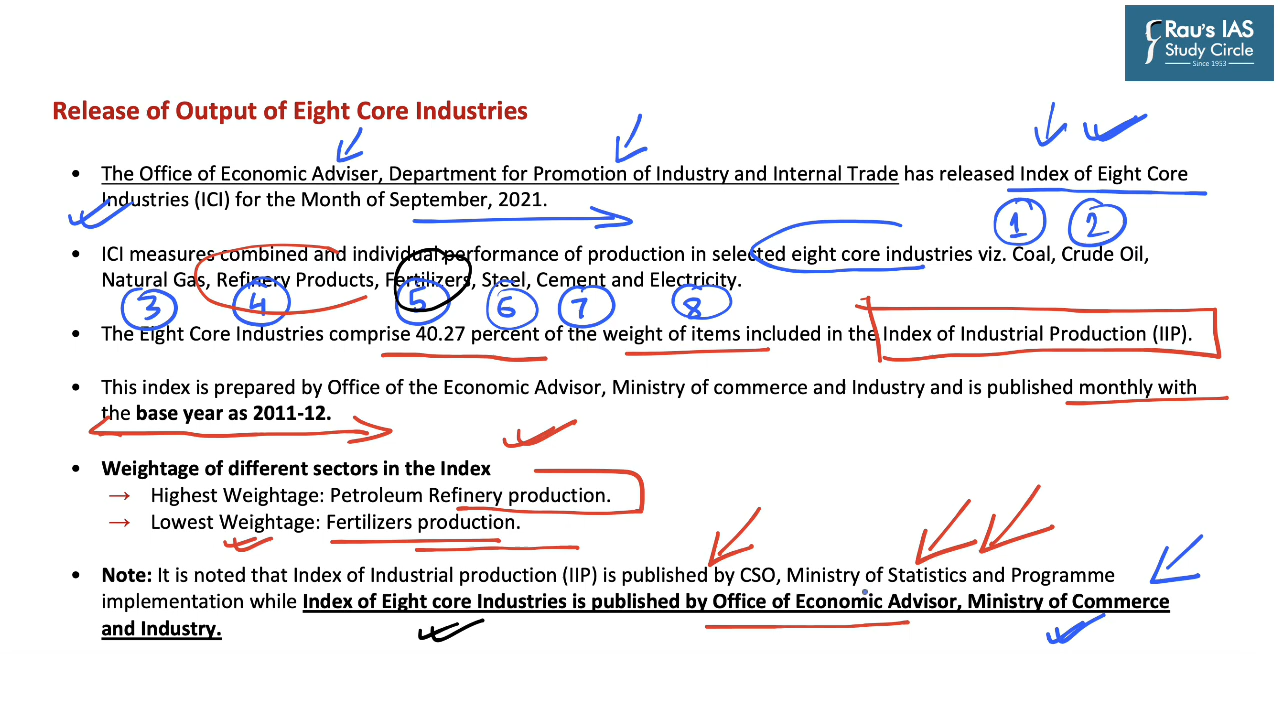 Rau's IAS
Study Circle
Since 1953
Release of Output of Eight Core Industries
• The Office of Economic Adviser, Department for Promotion of Industry and Internal Trade has released Index of Eight Core
Industries (ICI) for the Month of September, 2021.
1 2
• ICI measures combined and individual performance of production in selected eight core industries viz. Coal, Crude Oil,
Natural Gas, Refinery Products, Fertilizers, Steel, Cement and Electricity.
3 4 5 6 7 8
• The Eight Core Industries comprise 40.27 percent of the weight of items included in the Index of Industrial Production (IIP).
• This index is prepared by Office of the Economic Advisor, Ministry of commerce and Industry and is published monthly with
the base year as 2011-12.
• Weightage of different sectors in the Index
→ Highest Weightage: Petroleum Refinery production.
→ Lowest Weightage: Fertilizers production.
• Note: It is noted that Index of Industrial production (IIP) is published by CSO, Ministry of Statistics and Programme
implementation while Index of Eight core Industries is published by Office of Economic Advisor, Ministry of Commerce
and Industry.